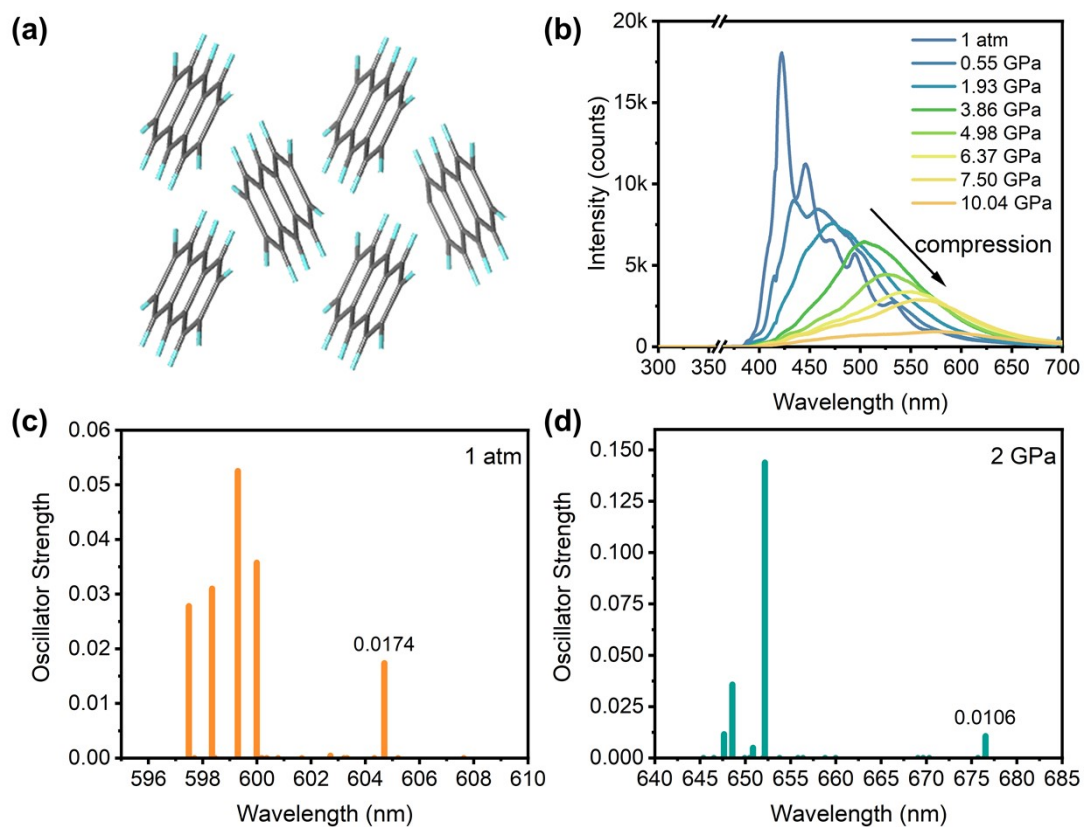 (a)
(b)
20k
15k
10k
5k
0
Intensity (counts)
1 atm
0.55 GPa
1.93 GPa
3.86 GPa
4.98 GPa
6.37 GPa
7.50 GPa
10.04 GPa
compression
300 350 400 450 500 550 600 650 700
Wavelength (nm)
(c)
0.06
0.05
0.04
0.03
0.02
0.01
0.00
Oscillator Strength
1 atm
0.0174
596 598 600 602 604 606 608 610
Wavelength (nm)
(d)
0.150
0.125
0.100
0.075
0.050
0.025
0.000
Oscillator Strength
2 GPa
0.0106
640 645 650 655 660 665 670 675 680 685
Wavelength (nm)